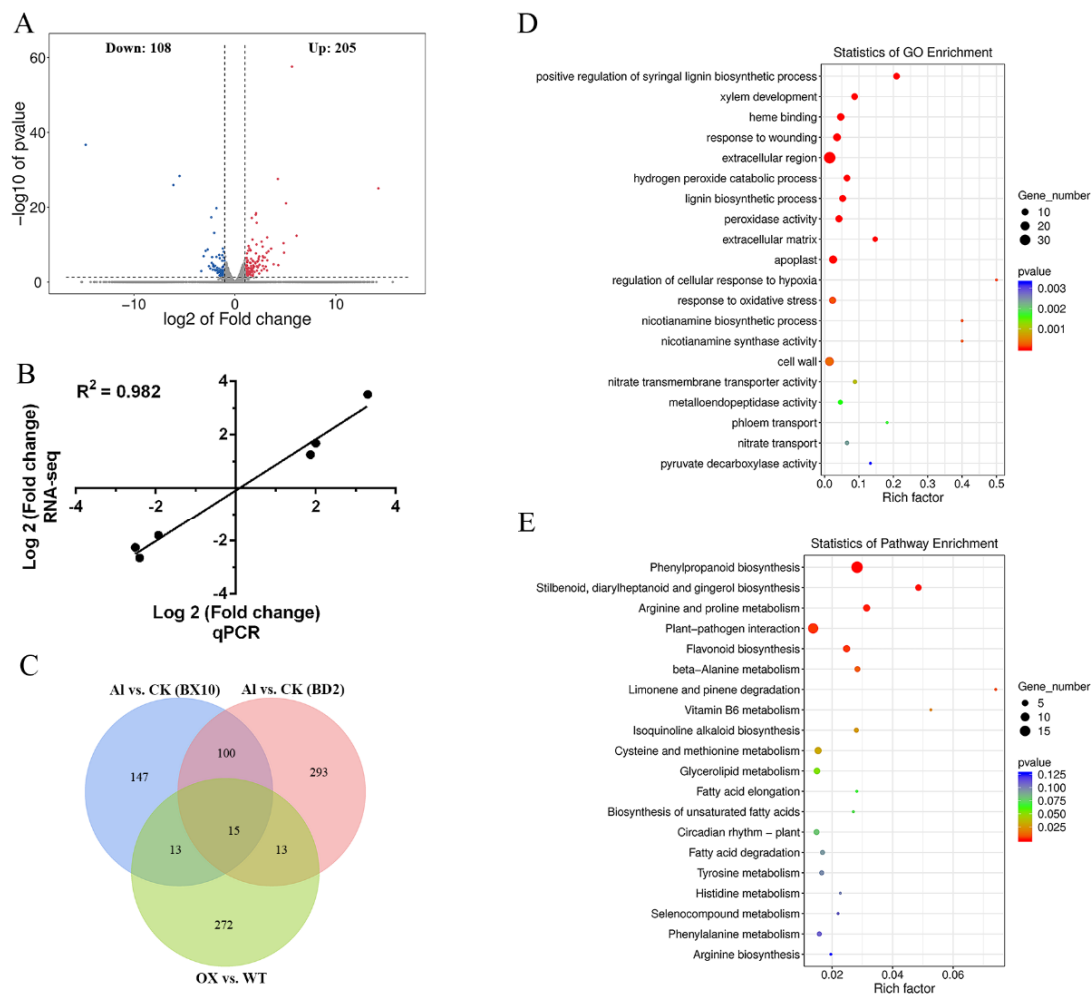 A
Down: 108
Up: 205
60
40
20
0
−log10 of pvalue
−10
0
10
log2 of Fold change
B
R2 = 0.982
4
2
-4
-2
2
4
-2
-4
Log 2 (Fold change)
RNA-seq
Log 2 (Fold change)
qPCR
C
Al vs. CK (BX10)
Al vs. CK (BD2)
147
100
293
15
13
13
272
OX vs. WT
D
Statistics of GO Enrichment
positive regulation of syringal lignin biosynthetic process
xylem development
heme binding
response to wounding
extracellular region
hydrogen peroxide catabolic process
lignin biosynthetic process
peroxidase activity
extracellular matrix
apoplast
regulation of cellular response to hypoxia
response to oxidative stress
nicotianamine biosynthetic process
nicotianamine synthase activity
cell wall
nitrate transmembrane transporter activity
metalloendopeptidase activity
phloem transport
nitrate transport
pyruvate decarboxylase activity
0.0
0.1
0.2
0.3
0.4
0.5
Rich factor
Gene_number
10
20
30
pvalue
0.003
0.002
0.001
E
Statistics of Pathway Enrichment
Phenylpropanoid biosynthesis
Stilbenoid, diarylheptanoid and gingerol biosynthesis
Arginine and proline metabolism
Plant−pathogen interaction
Flavonoid biosynthesis
beta−Alanine metabolism
Limonene and pinene degradation
Vitamin B6 metabolism
Isoquinoline alkaloid biosynthesis
Cysteine and methionine metabolism
Glycerolipid metabolism
Fatty acid elongation
Biosynthesis of unsaturated fatty acids
Circadian rhythm − plant
Fatty acid degradation
Tyrosine metabolism
Histidine metabolism
Selenocompound metabolism
Phenylalanine metabolism
Arginine biosynthesis
0.02
0.04
0.06
Rich factor
Gene_number
5
10
15
pvalue
0.125
0.100
0.075
0.050
0.025